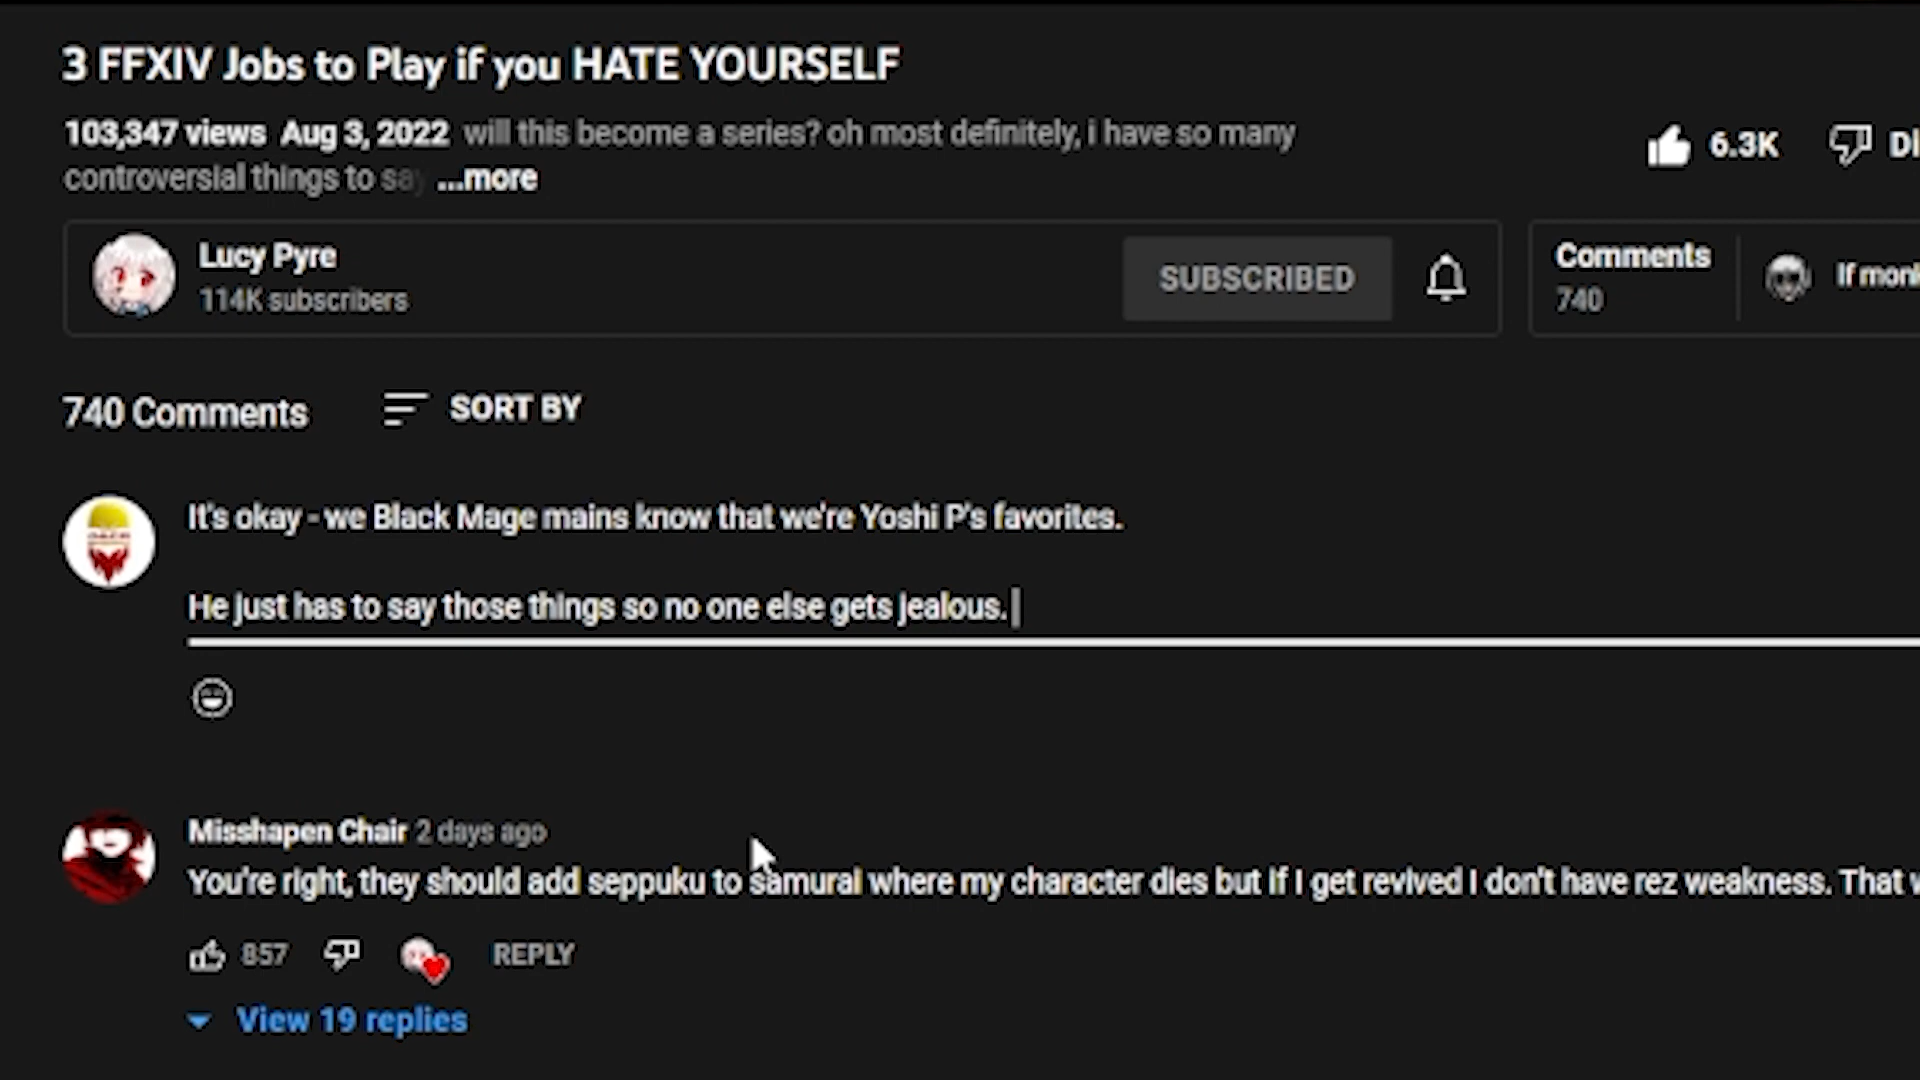 3 FFXIV Jobs to Play if you HATE YOURSELF
103,347 views Aug 3, 2022 will this become a series? oh most definitely, i have so many
controversial things to say ...more
6.3K
Lucy Pyre
114K subscribers
SUBSCRIBED
Comments
740
If
740 Comments
SORT BY
It's okay - we Black Mage mains know that we're Yoshi P's favorites.
He just has to say those things so no one else gets jealous.
Misshapen Chair 2 days ago
You're right, they should add seppuku to samurai where my character dies but if I get revived I don't have rez weakness. That
857
REPLY
View 19 replies